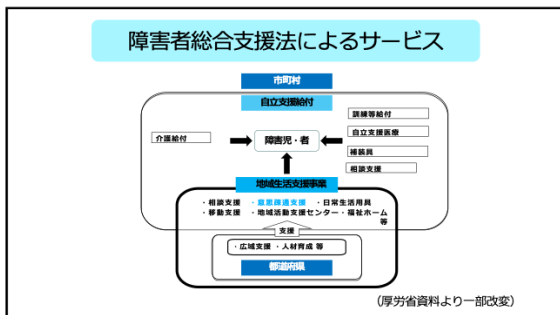 障害者総合支援法によるサービス
市町村
自立支援給付
訓練等給付
介護給付
障害児・者
自立支援医療
補装具
相談支援
地域生活支援事業
・相談支援 ・意思疎通支援 ・日常生活用具
・移動支援 ・地域活動支援センター・福祉ホーム
等
支援
・広域支援 ・人材育成 等
都道府県
(厚労省資料より一部改変)